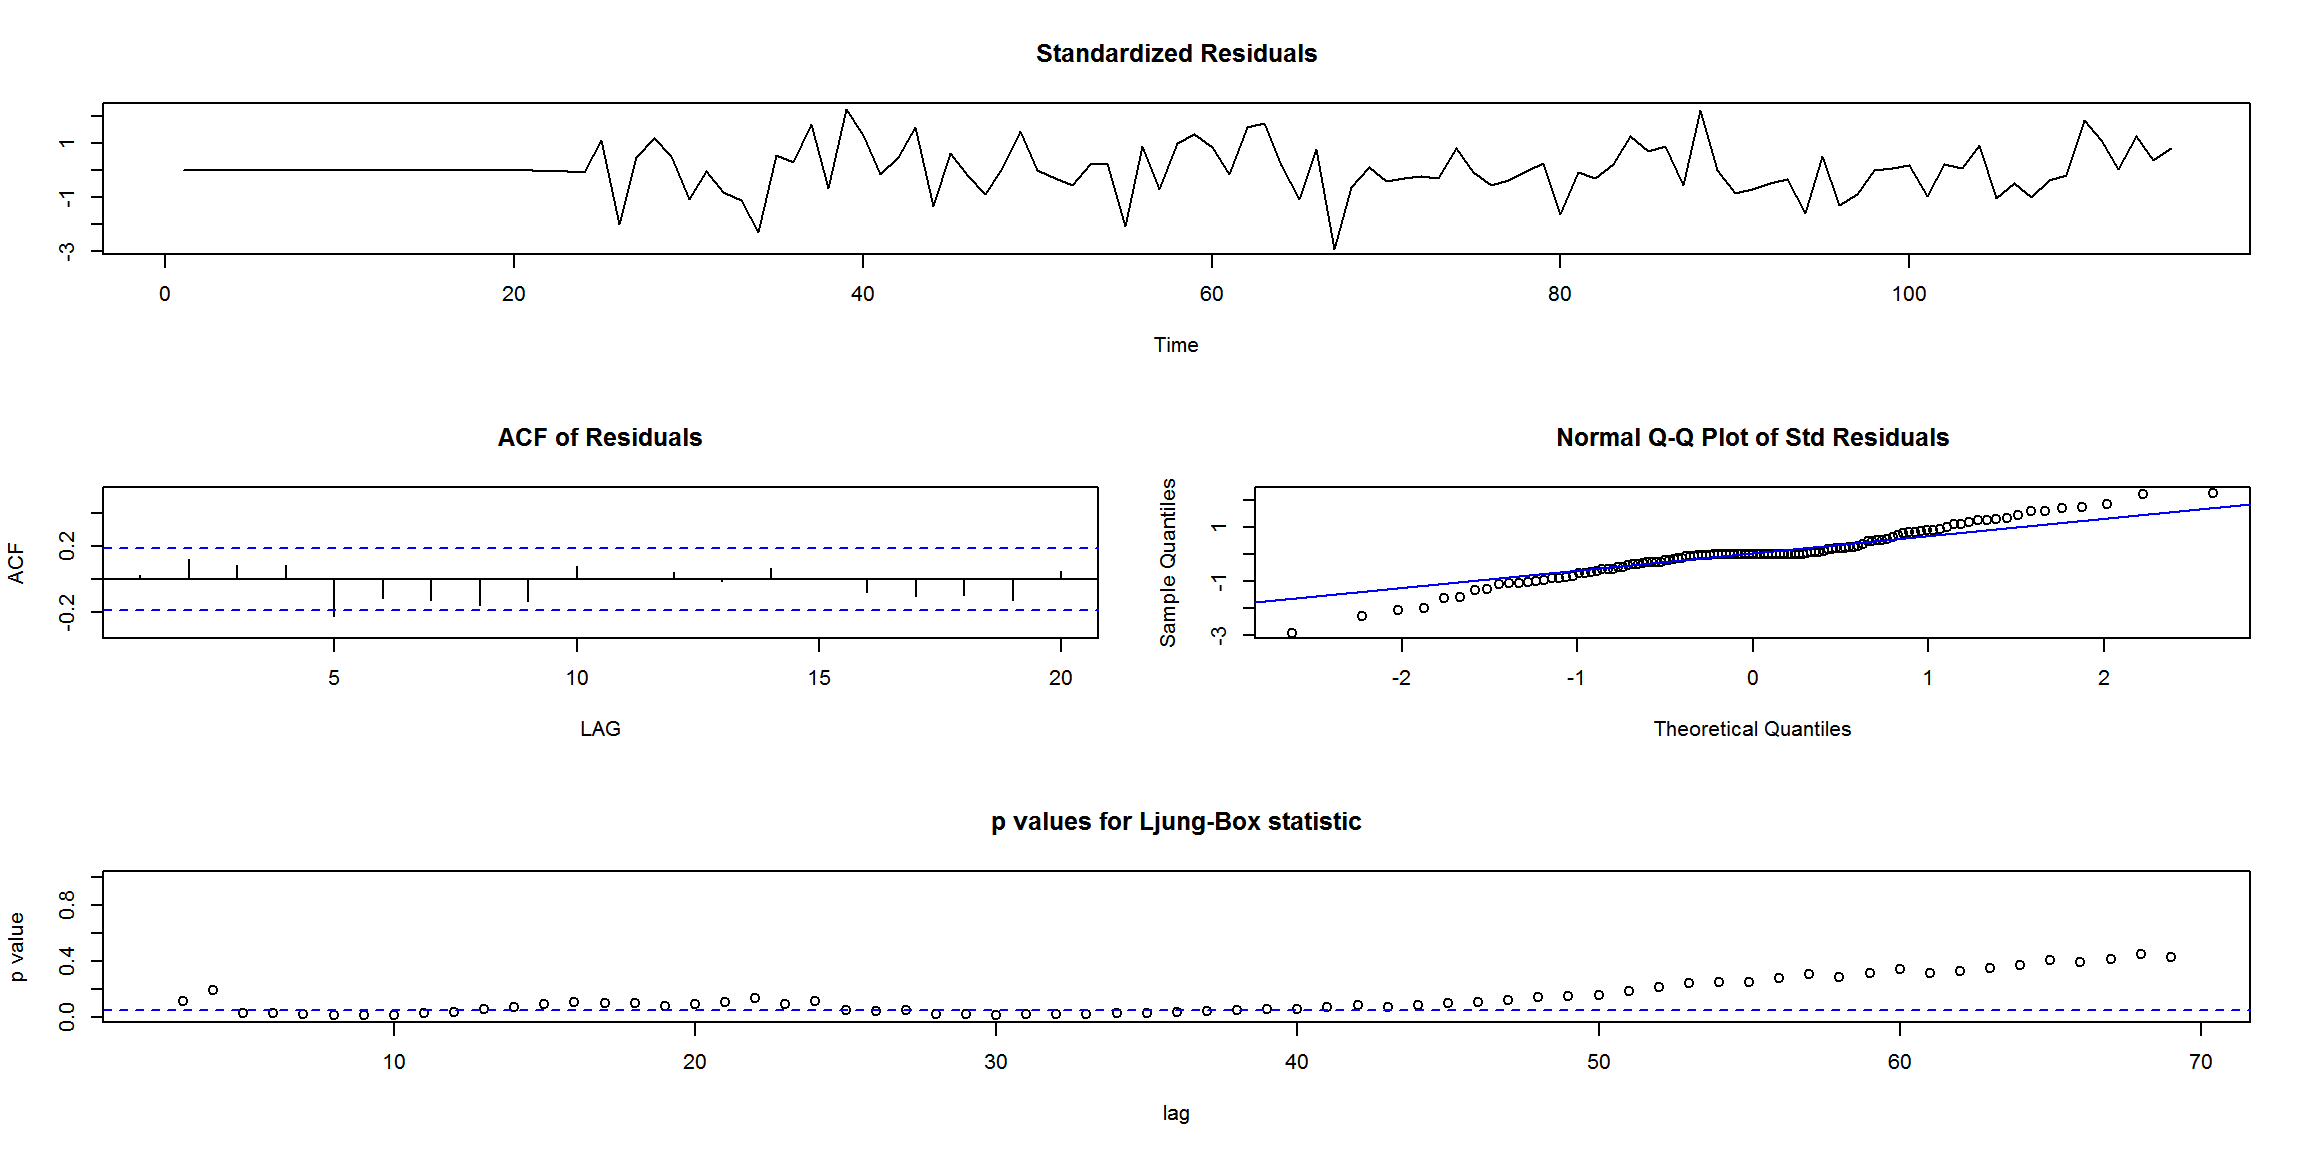 Standardized Residuals
1
-1
-3
0 20 40 60 80 100
Time
ACF of Residuals
ACF
0.2
-0.2
5 10 15 20
LAG
Normal Q-Q Plot of Std Residuals
Sample Quantiles
1
-1
-3
-2 -1 0 1 2
Theoretical Quantiles
p values for Ljung-Box statistic
p value
0.8
0.4
0.0
10 20 30 40 50 60 70
lag